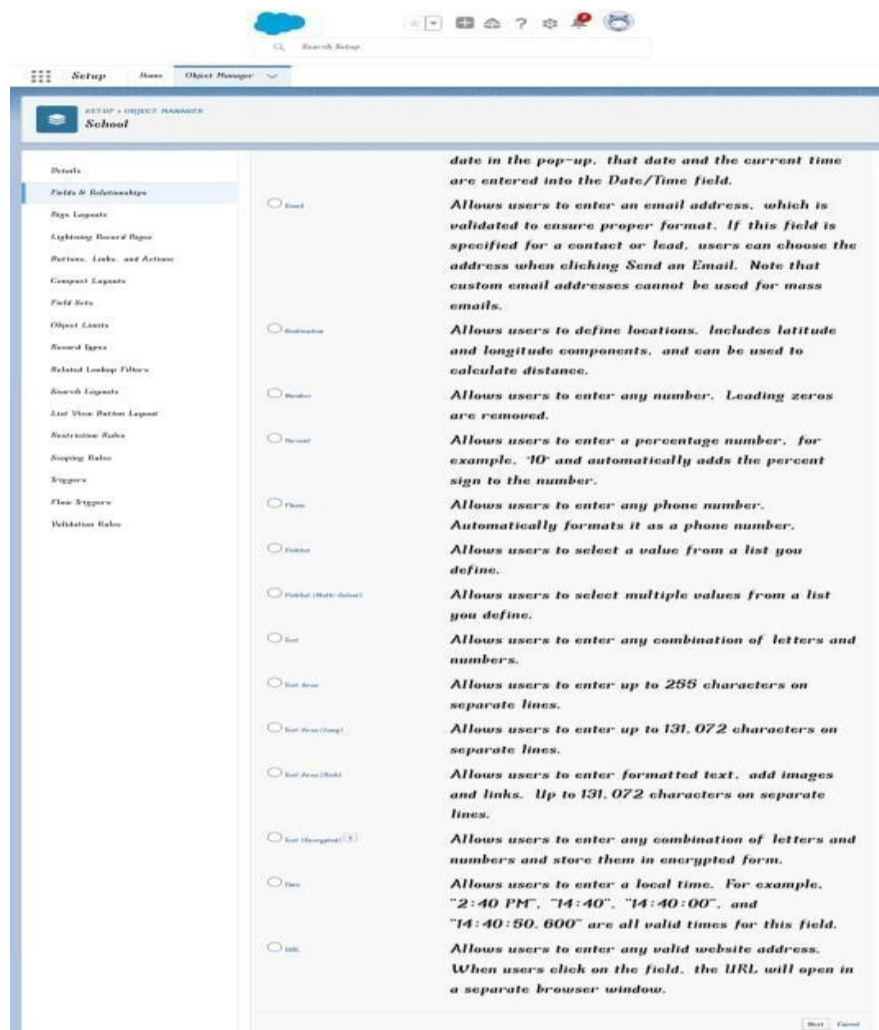 Search Setup
Setup
Home
Object Manager
SETUP > OBJECT MANAGER
School
Details
Fields & Relationships
Page Layouts
Lightning Record Pages
Buttons, Links, and Actions
Compact Layouts
Field Sets
Object Limits
Record Types
Related Lookup Filters
Search Layouts
List View Button Layout
Restriction Rules
Scoping Rules
Triggers
Flow Triggers
Validation Rules
date in the pop-up, that date and the current time
are entered into the Date/Time field.
Email
Allows users to enter an email address, which is
validated to ensure proper format. If this field is
specified for a contact or lead, users can choose the
address when clicking Send an Email. Note that
custom email addresses cannot be used for mass
emails.
Allows users to define locations. Includes latitude
and longitude components, and can be used to
calculate distance.
Number
Allows users to enter any number. Leading zeros
are removed.
Percent
Allows users to enter a percentage number, for
example, '10' and automatically adds the percent
sign to the number.
Phone
Allows users to enter any phone number.
Automatically formats it as a phone number.
Picklist
Allows users to select a value from a list you
define.
Picklist (Multi-Select)
Allows users to select multiple values from a list
you define.
Text
Allows users to enter any combination of letters and
numbers.
Text Area
Allows users to enter up to 255 characters on
separate lines.
Text Area (Long)
Allows users to enter up to 131,072 characters on
separate lines.
Text Area (Rich)
Allows users to enter formatted text, add images
and links. Up to 131,072 characters on separate
lines.
Text (Encrypted)
Allows users to enter any combination of letters and
numbers and store them in encrypted form.
Time
Allows users to enter a local time. For example,
"2:40 PM", "14:40", "14:40:00", and
"14:40:50.600" are all valid times for this field.
URL
Allows users to enter any valid website address.
When users click on the field, the URL will open in
a separate browser window.
Next
Cancel